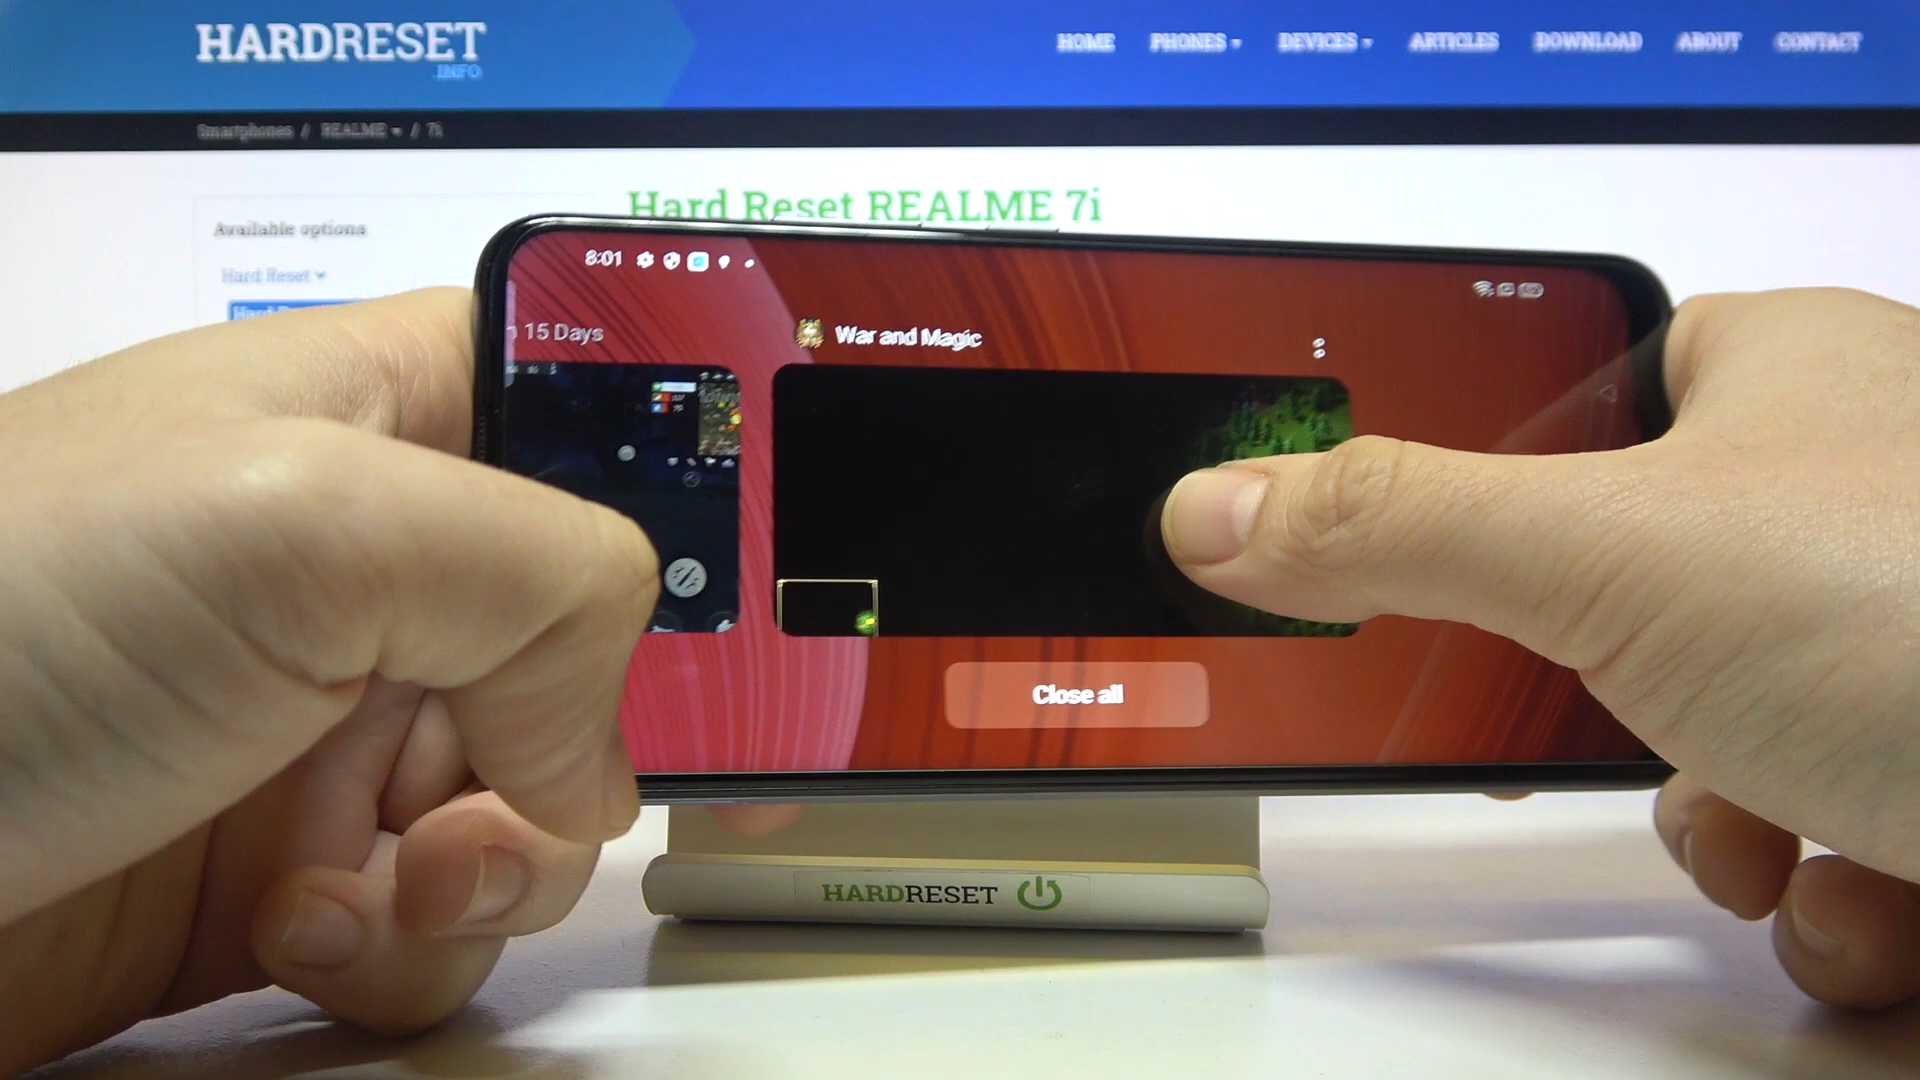 HARDRESET
.INFO
HOME PHONES DEVICES ARTICLES DOWNLOAD ABOUT CONTACT
Smartphones / REALME / 7i
Hard Reset REALME 7i
Available options
Hard Reset
Hard
8:01
15 Days
War and Magic
Close all
HARDRESET